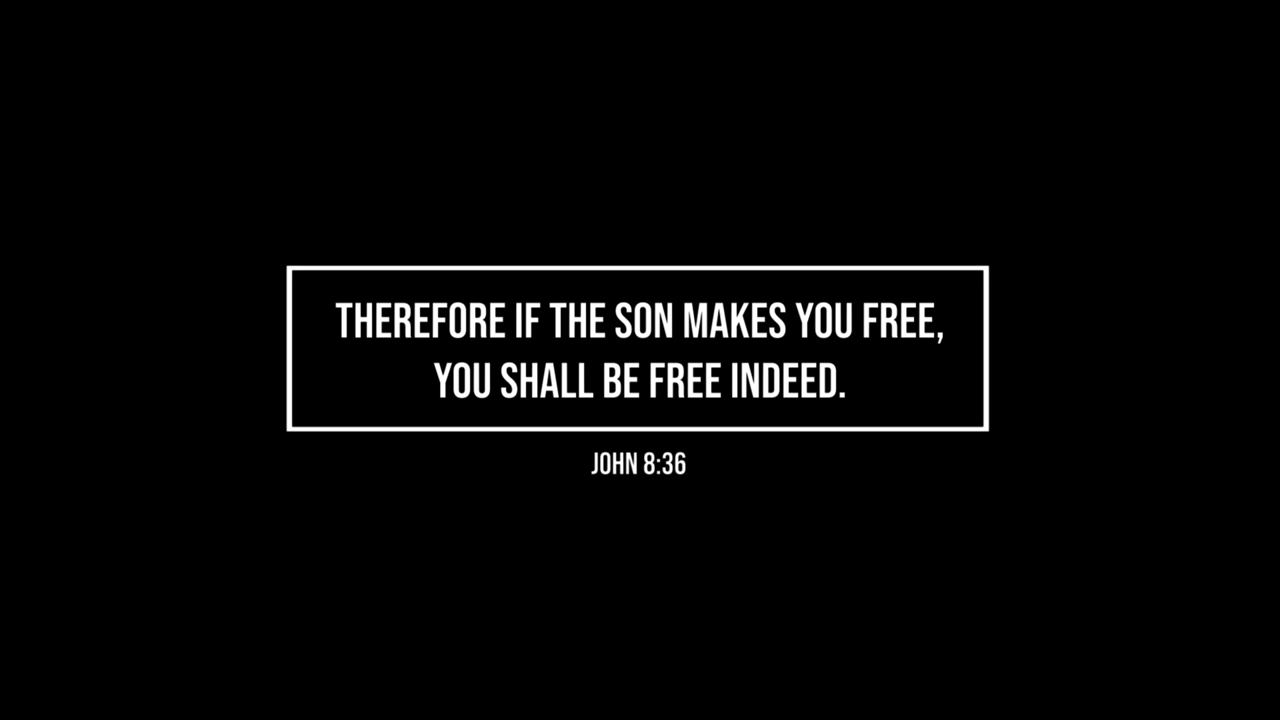 THEREFORE IF THE SON MAKES YOU FREE,
YOU SHALL BE FREE INDEED.
JOHN 8:36